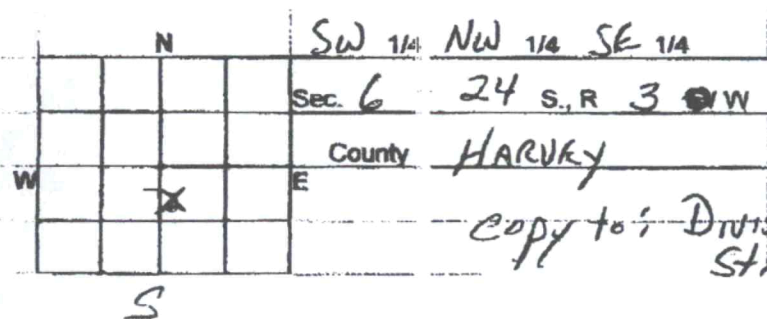 N
SW 1/4 NW 1/4 SE 1/4
Sec. 6 24 S., R 3 W
County HARVEY
W E
X
copy to:
S